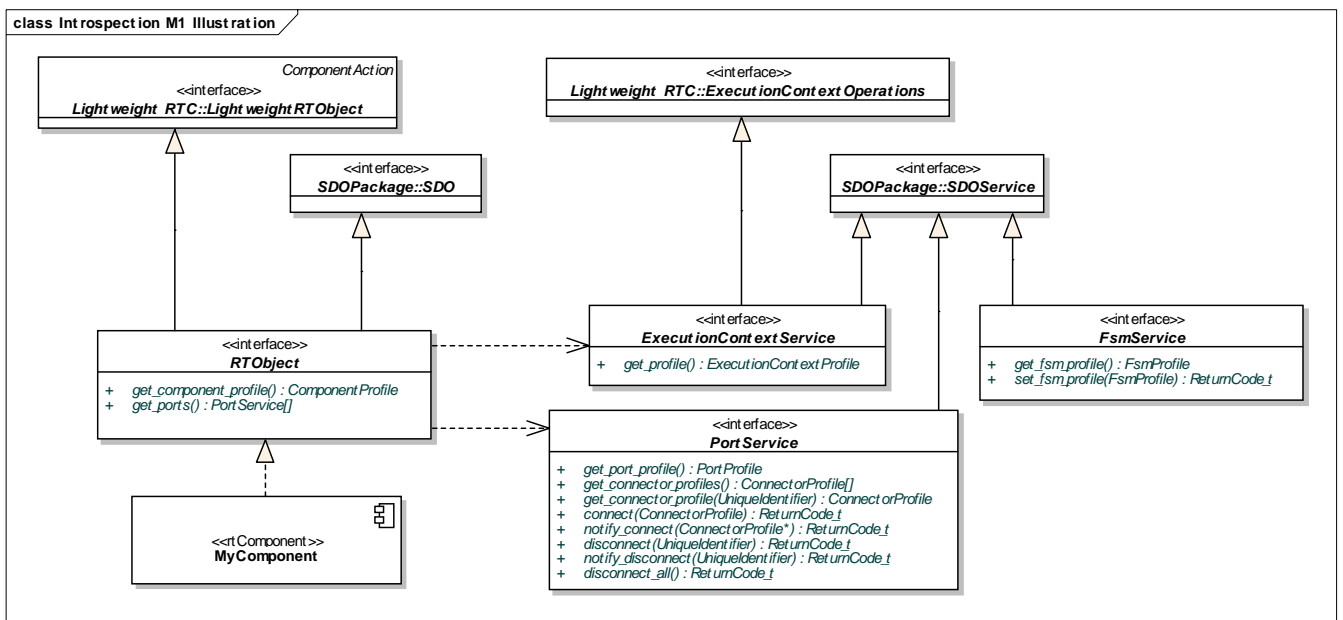 class Introspection M1 Illustration
ComponentAction
<<interface>>
Lightweight RTC::LightweightRTObject
<<interface>>
Lightweight RTC::ExecutionContextOperations
<<interface>>
SDOPackage::SDO
<<interface>>
SDOPackage::SDOService
<<interface>>
RTObject
+ get_component_profile() : ComponentProfile
+ get_ports() : PortService[]
<<interface>>
ExecutionContextService
+ get_profile() : ExecutionContextProfile
<<interface>>
FsmService
+ get_fsm_profile() : FsmProfile
+ set_fsm_profile(FsmProfile) : ReturnCode_t
<<interface>>
PortService
+ get_port_profile() : PortProfile
+ get_connector_profiles() : ConnectorProfile[]
+ get_connector_profile(UniqueIdentifier) : ConnectorProfile
+ connect(ConnectorProfile) : ReturnCode_t
+ notify_connect(ConnectorProfile*) : ReturnCode_t
+ disconnect(UniqueIdentifier) : ReturnCode_t
+ notify_disconnect(UniqueIdentifier) : ReturnCode_t
+ disconnect_all() : ReturnCode_t
<<rtComponent>>
MyComponent